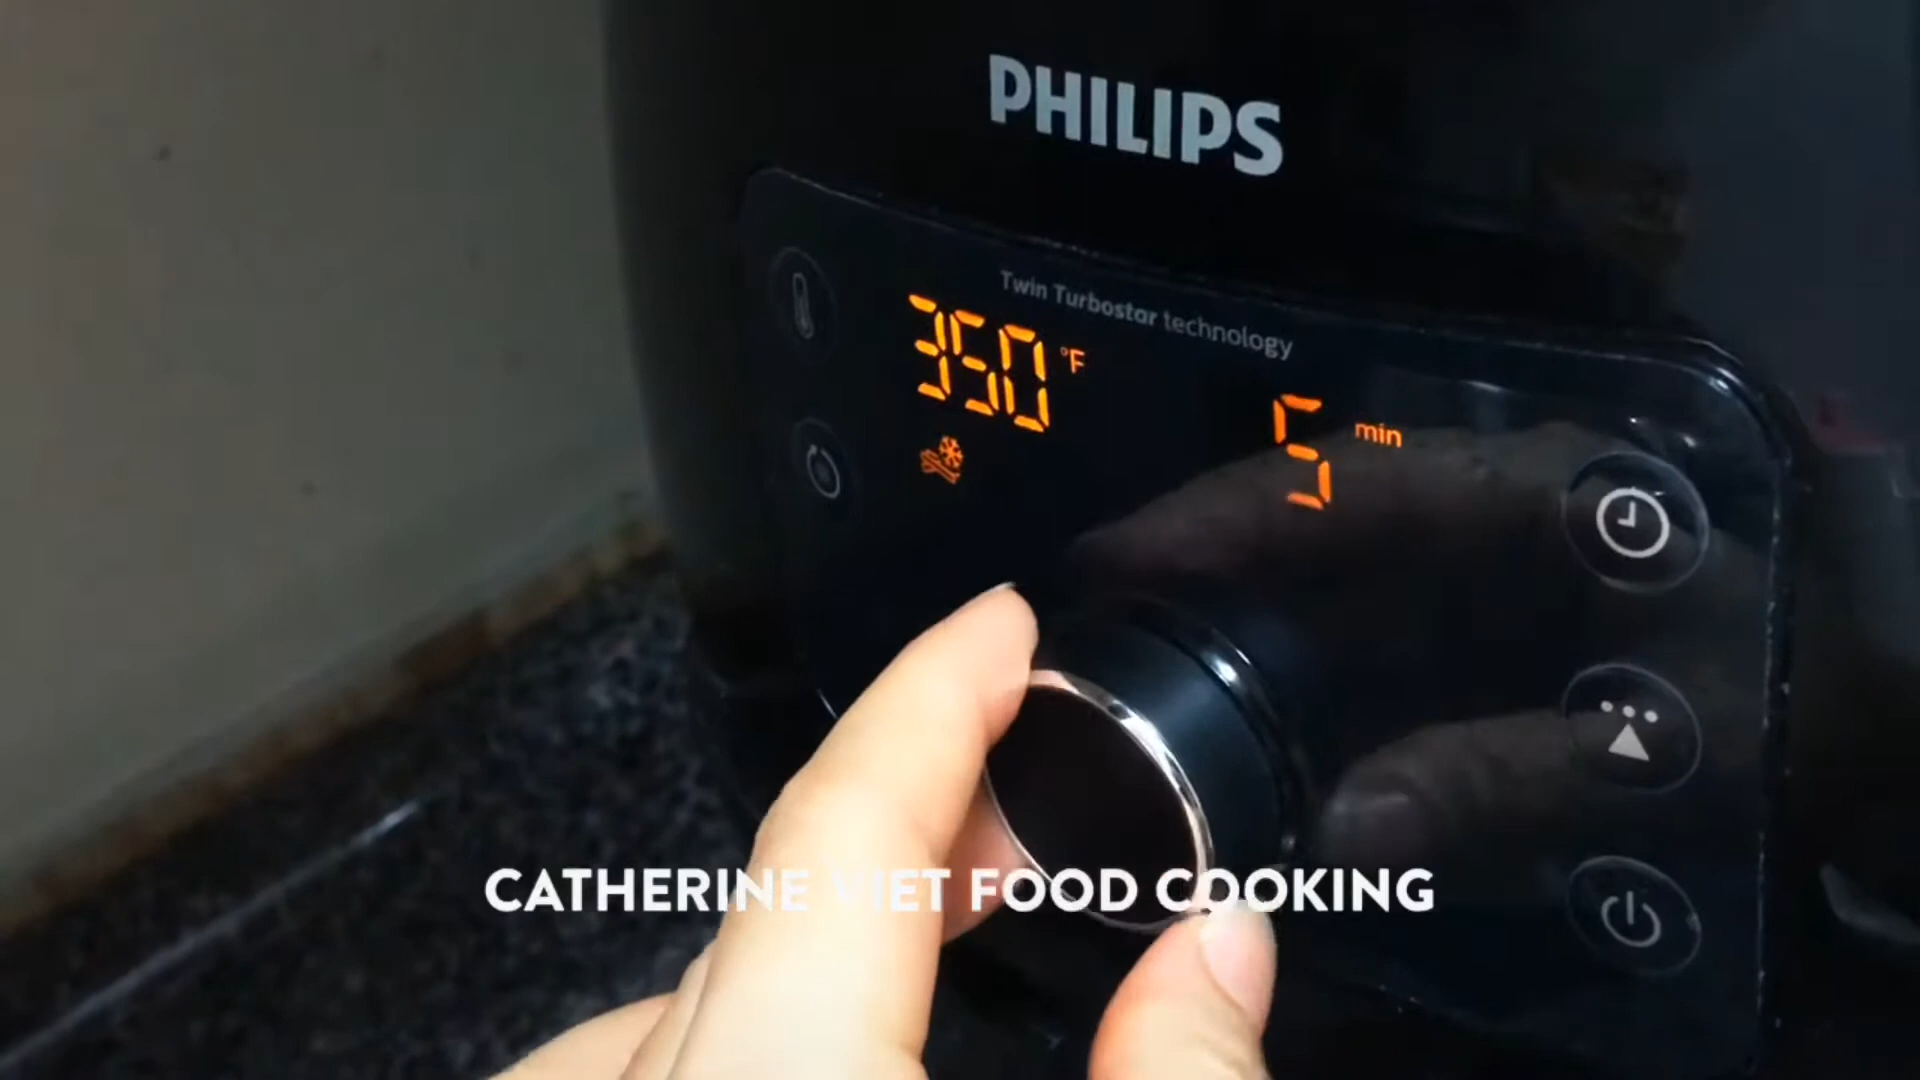 PHILIPS
Twin Turbostar technology
350 °F
5 min
CATHERINE VIET FOOD COOKING